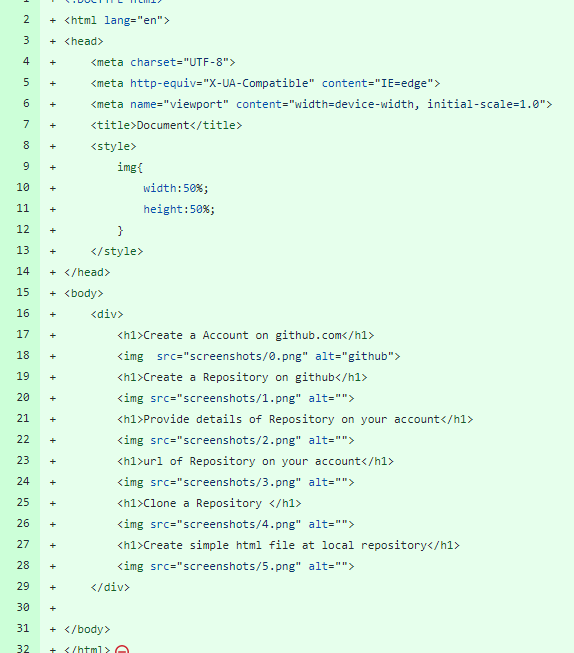 1 + <!DOCTYPE html>
2 + <html lang="en">
3 + <head>
4 +     <meta charset="UTF-8">
5 +     <meta http-equiv="X-UA-Compatible" content="IE=edge">
6 +     <meta name="viewport" content="width=device-width, initial-scale=1.0">
7 +     <title>Document</title>
8 +     <style>
9 +         img{
10 +             width:50%;
11 +             height:50%;
12 +         }
13 +     </style>
14 + </head>
15 + <body>
16 +     <div>
17 +         <h1>Create a Account on github.com</h1>
18 +         <img  src="screenshots/0.png" alt="github">
19 +         <h1>Create a Repository on github</h1>
20 +         <img src="screenshots/1.png" alt="">
21 +         <h1>Provide details of Repository on your account</h1>
22 +         <img src="screenshots/2.png" alt="">
23 +         <h1>url of Repository on your account</h1>
24 +         <img src="screenshots/3.png" alt="">
25 +         <h1>Clone a Repository </h1>
26 +         <img src="screenshots/4.png" alt="">
27 +         <h1>Create simple html file at local repository</h1>
28 +         <img src="screenshots/5.png" alt="">
29 +     </div>
30 +
31 + </body>
32 + </html>